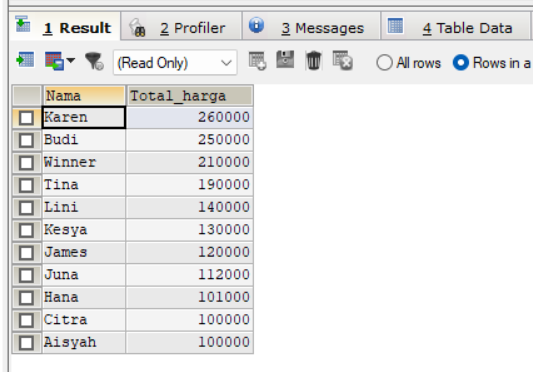 1 Result 2 Profiler 3 Messages 4 Table Data
(Read Only) All rows Rows in a
Nama Total_harga
Karen 260000
Budi 250000
Winner 210000
Tina 190000
Lini 140000
Kesya 130000
James 120000
Juna 112000
Hana 101000
Citra 100000
Aisyah 100000